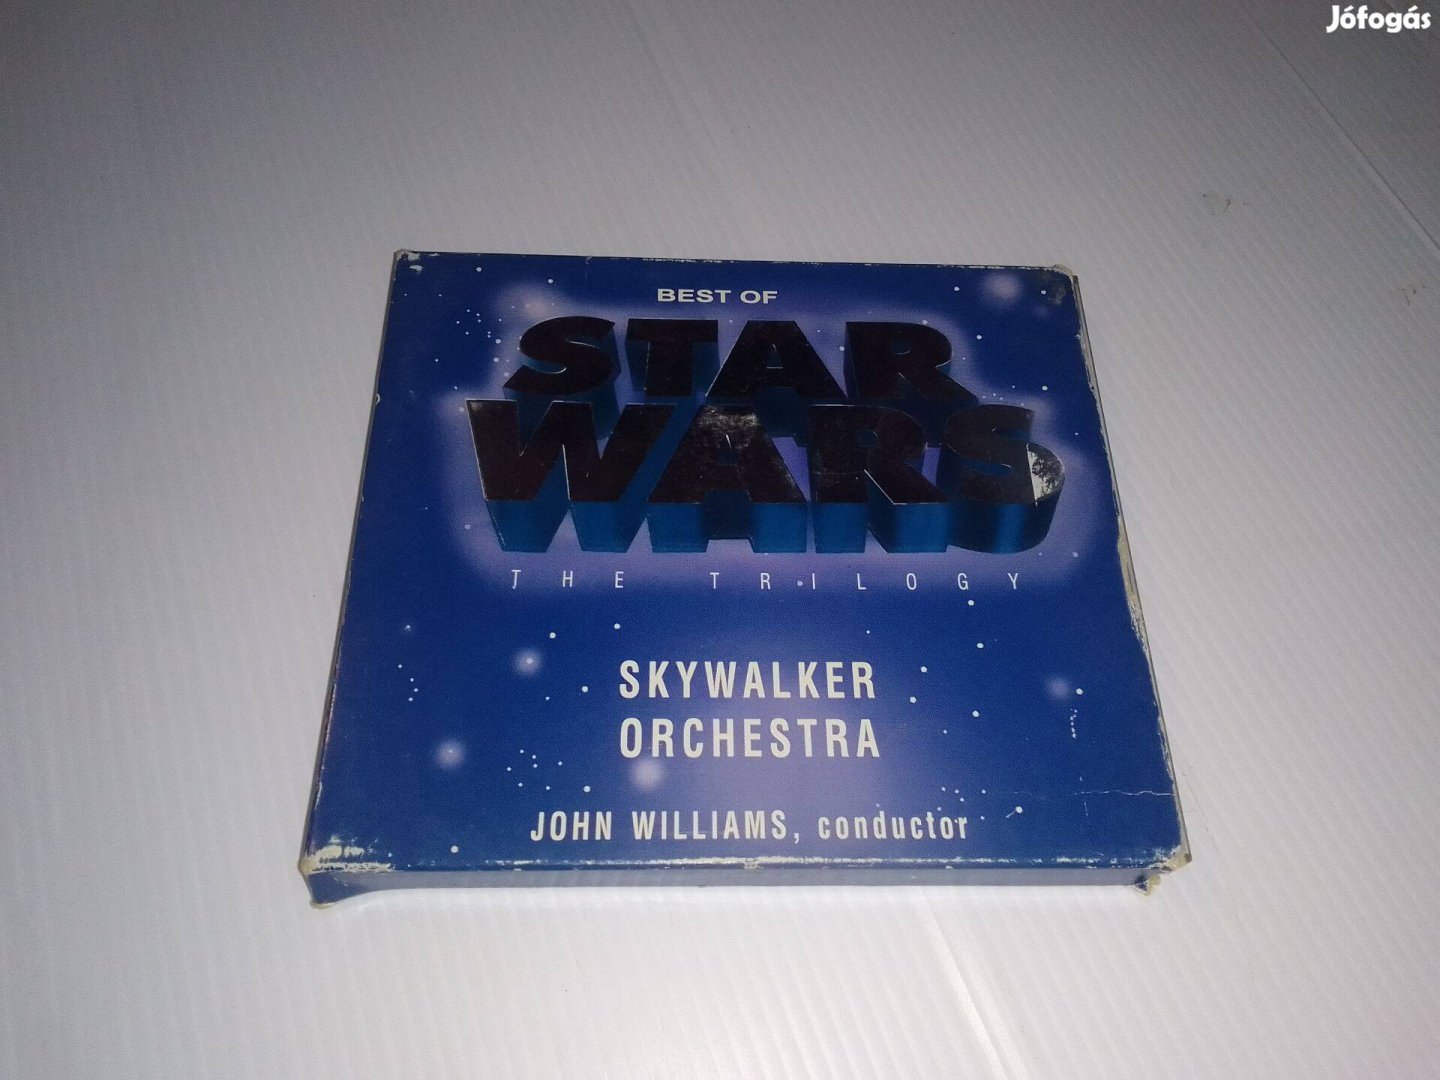 Jófogás
BEST OF
STAR
WARS
THE TRILOGY
SKYWALKER
ORCHESTRA
JOHN WILLIAMS, conductor